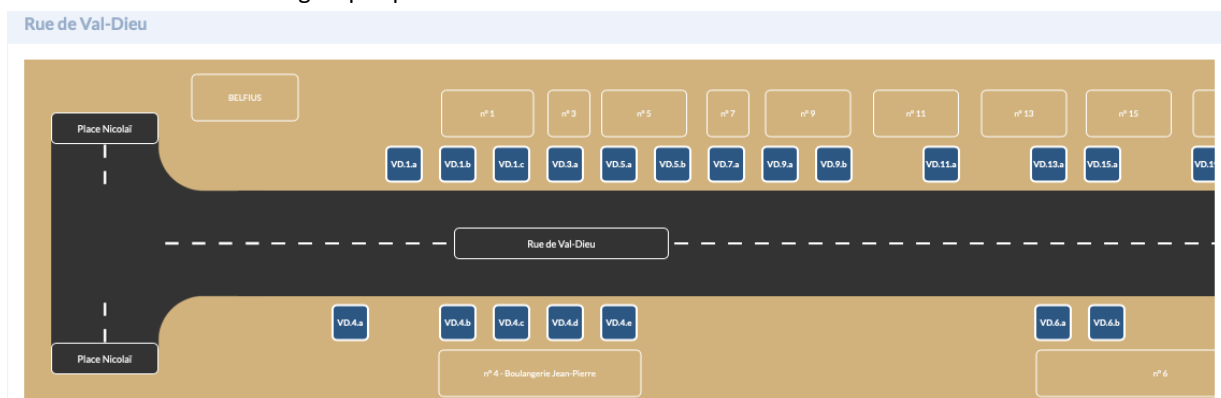 Rue de Val-Dieu
BELFIUS
n° 1
n° 3
n° 5
n° 7
n° 9
n° 11
n° 13
n° 15
Place Nicolaï
VD.1.a
VD.1.b
VD.1.c
VD.3.a
VD.5.a
VD.5.b
VD.7.a
VD.9.a
VD.9.b
VD.11.a
VD.13.a
VD.15.a
Rue de Val-Dieu
VD.4.a
VD.4.b
VD.4.c
VD.4.d
VD.4.e
VD.6.a
VD.6.b
Place Nicolaï
n° 4 - Boulangerie Jean-Pierre
n° 6